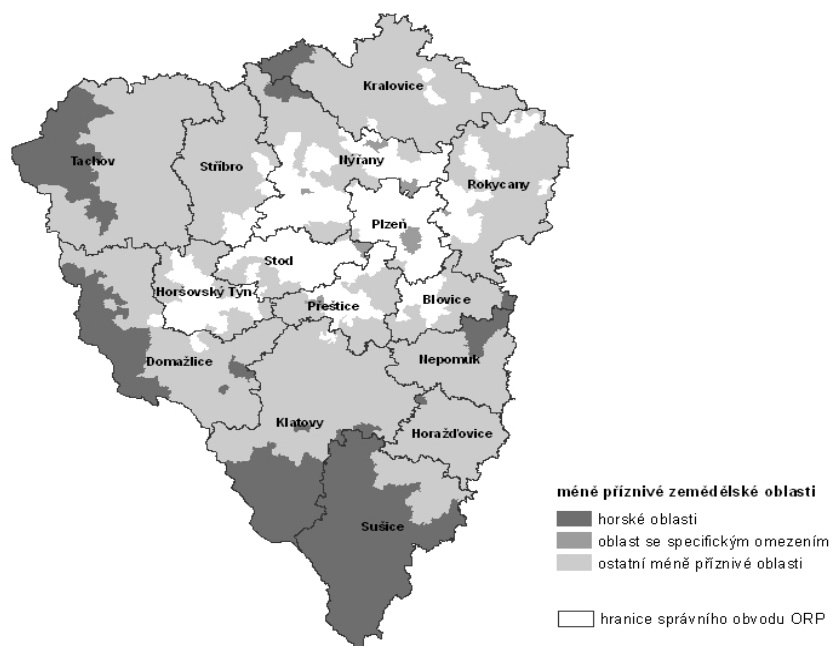 Kralovice
Tachov
Stříbro
Nýřany
Rokycany
Plzeň
Stod
Horšovský Týn
Přeštice
Blovice
Domažlice
Nepomuk
Klatovy
Horažďovice
Sušice
méně příznivé zemědělské oblasti
horské oblasti
oblast se specifickým omezením
ostatní méně příznivé oblasti
hranice správního obvodu ORP